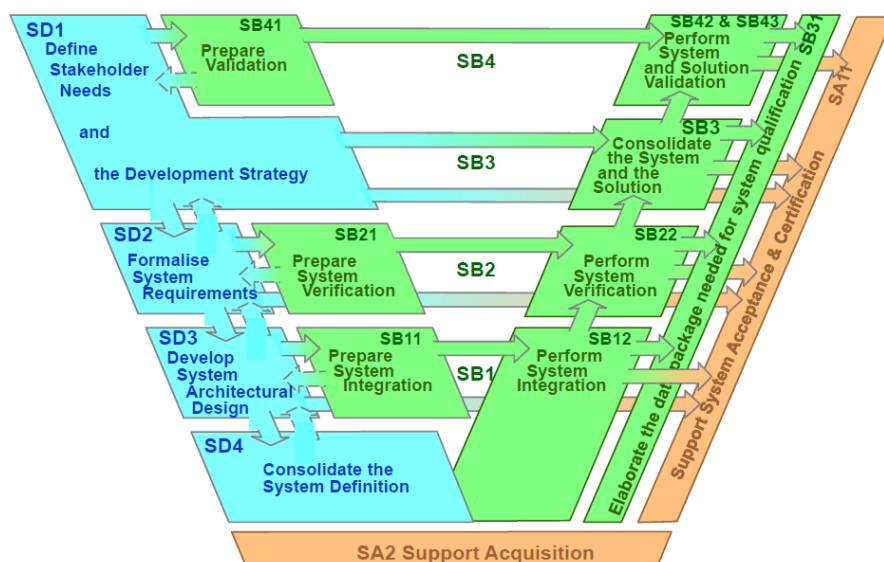 SD1
Define
Stakeholder
Needs
and
the Development Strategy
SB41
Prepare
Validation
SB4
SB42 & SB43
Perform
System
and Solution
Validation
SB31
SA11
SB3
SB3
Consolidate
the System
and the
Solution
SD2
Formalise
System
Requirements
SB21
Prepare
System
Verification
SB2
SB22
Perform
System
Verification
SD3
Develop
System
Architectural
Design
SB11
Prepare
System
Integration
SB1
SB12
Perform
System
Integration
SD4
Consolidate the
System Definition
Elaborate the data package needed for system qualification
Support System Acceptance & Certification
SA2 Support Acquisition